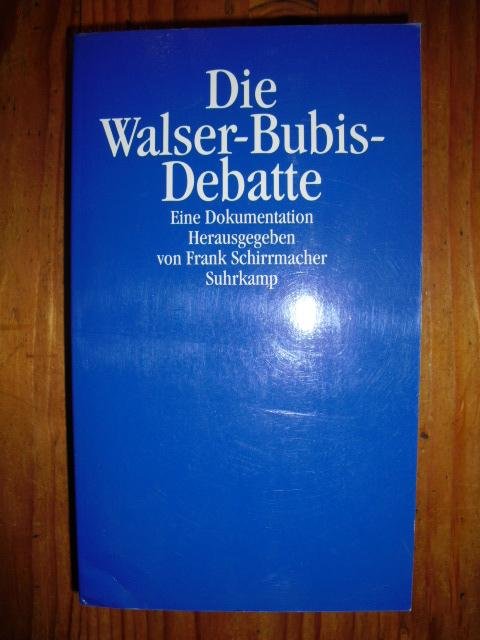 Die
Walser-Bubis-
Debatte
Eine Dokumentation
Herausgegeben
von Frank Schirrmacher
Suhrkamp